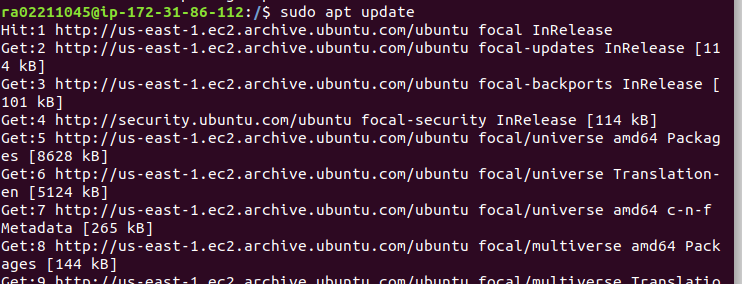 ra02211045@ip-172-31-86-112:/$ sudo apt update
Hit:1 http://us-east-1.ec2.archive.ubuntu.com/ubuntu focal InRelease
Get:2 http://us-east-1.ec2.archive.ubuntu.com/ubuntu focal-updates InRelease [11
4 kB]
Get:3 http://us-east-1.ec2.archive.ubuntu.com/ubuntu focal-backports InRelease [
101 kB]
Get:4 http://security.ubuntu.com/ubuntu focal-security InRelease [114 kB]
Get:5 http://us-east-1.ec2.archive.ubuntu.com/ubuntu focal/universe amd64 Packag
es [8628 kB]
Get:6 http://us-east-1.ec2.archive.ubuntu.com/ubuntu focal/universe Translation-
en [5124 kB]
Get:7 http://us-east-1.ec2.archive.ubuntu.com/ubuntu focal/universe amd64 c-n-f
Metadata [265 kB]
Get:8 http://us-east-1.ec2.archive.ubuntu.com/ubuntu focal/multiverse amd64 Pack
ages [144 kB]
Get:9 http://us-east-1.ec2.archive.ubuntu.com/ubuntu focal/multiverse Translatio